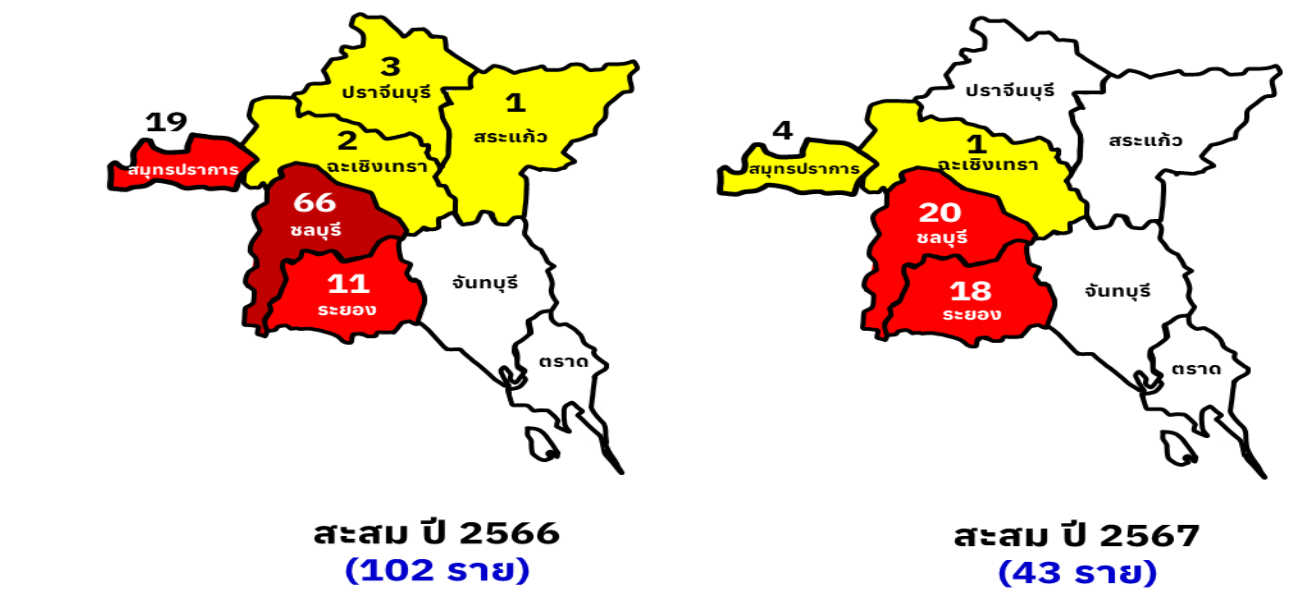 3
ปราจีนบุรี
1
สระแก้ว
19
สมุทรปราการ
2
ฉะเชิงเทรา
66
ชลบุรี
11
ระยอง
จันทบุรี
ตราด
สะสม ปี 2566
(102 ราย)
ปราจีนบุรี
สระแก้ว
4
สมุทรปราการ
1
ฉะเชิงเทรา
20
ชลบุรี
18
ระยอง
จันทบุรี
ตราด
สะสม ปี 2567
(43 ราย)